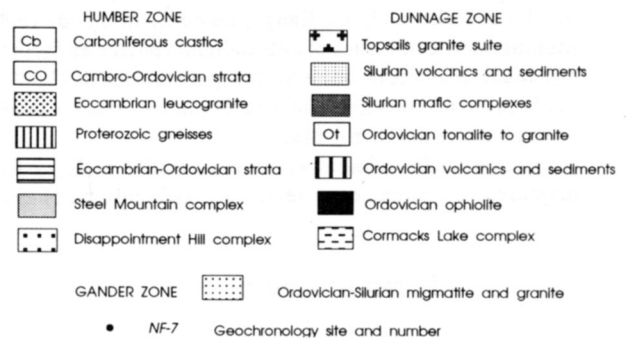 HUMBER ZONE
Cb Carboniferous clastics
CO Cambro-Ordovician strata
Eocambrian leucogranite
Proterozoic gneisses
Eocambrian-Ordovician strata
Steel Mountain complex
Disappointment Hill complex
DUNNAGE ZONE
Topsails granite suite
Silurian volcanics and sediments
Silurian mafic complexes
Ot Ordovician tonalite to granite
Ordovician volcanics and sediments
Ordovician ophiolite
Cormacks Lake complex
GANDER ZONE Ordovician-Silurian migmatite and granite
NF-7 Geochronology site and number